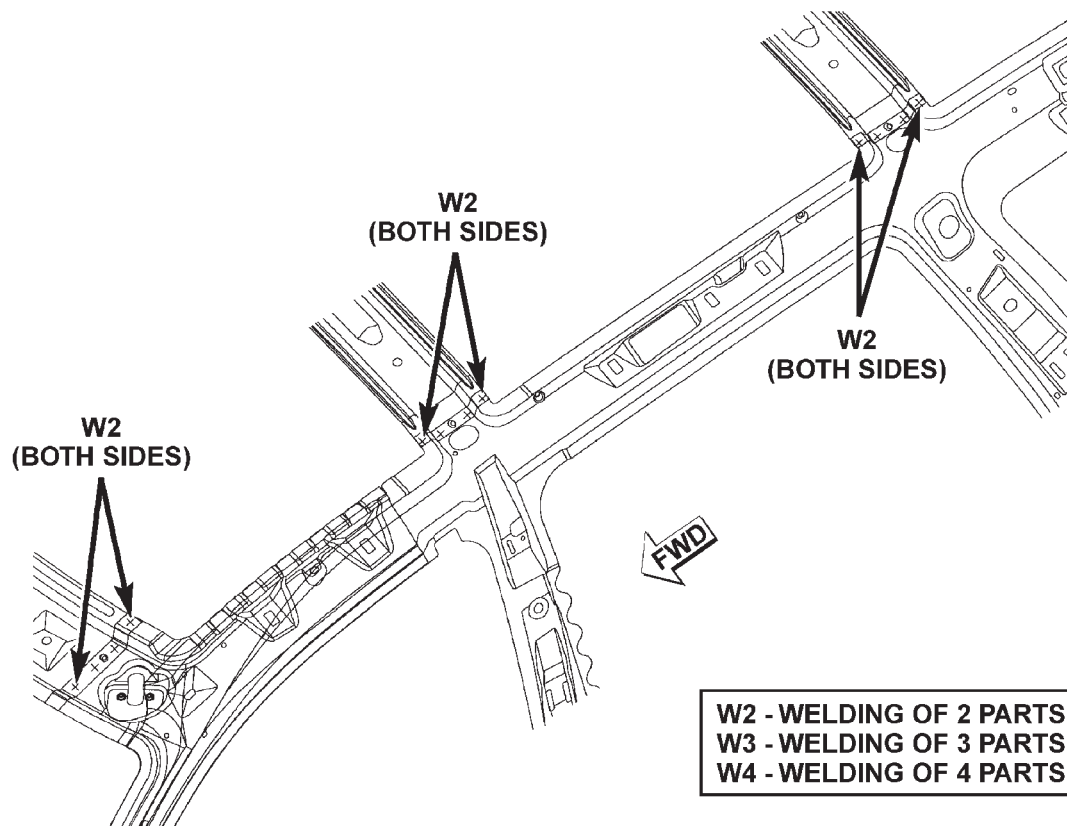 W2
(BOTH SIDES)
W2
(BOTH SIDES)
W2
(BOTH SIDES)
FWD
W2 - WELDING OF 2 PARTS
W3 - WELDING OF 3 PARTS
W4 - WELDING OF 4 PARTS